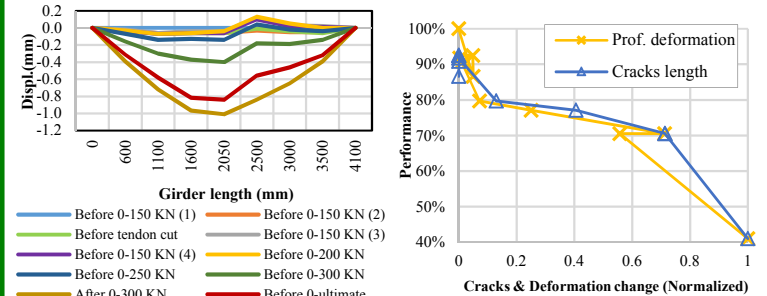 0.2
0.0
-0.2
-0.4
-0.6
-0.8
-1.0
-1.2
Displ.(mm)
0 600 1100 1600 2050 2500 3000 3500 4100
Girder length (mm)
Before 0-150 KN (1) Before 0-150 KN (2)
Before tendon cut Before 0-150 KN (3)
Before 0-150 KN (4) Before 0-200 KN
Before 0-250 KN Before 0-300 KN
After 0-300 KN Before 0-ultimate
100%
90%
80%
70%
60%
50%
40%
Performance
Prof. deformation
Cracks length
0 0.2 0.4 0.6 0.8 1
Cracks & Deformation change (Normalized)